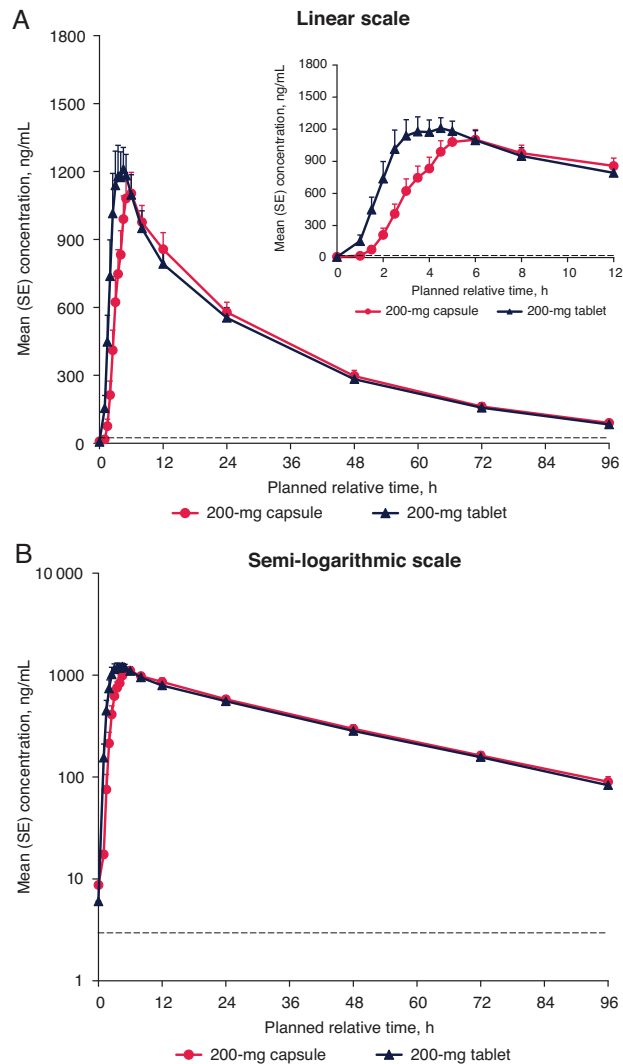 A
Linear scale
Mean (SE) concentration, ng/mL
1800
1500
1200
900
600
300
0
0 12 24 36 48 60 72 84 96
Planned relative time, h
Mean (SE) concentration, ng/mL
1800
1500
1200
900
600
300
0
0 2 4 6 8 10 12
Planned relative time, h
200-mg capsule 200-mg tablet
200-mg capsule 200-mg tablet
B
Semi-logarithmic scale
Mean (SE) concentration, ng/mL
10 000
1000
100
10
1
0 12 24 36 48 60 72 84 96
Planned relative time, h
200-mg capsule 200-mg tablet